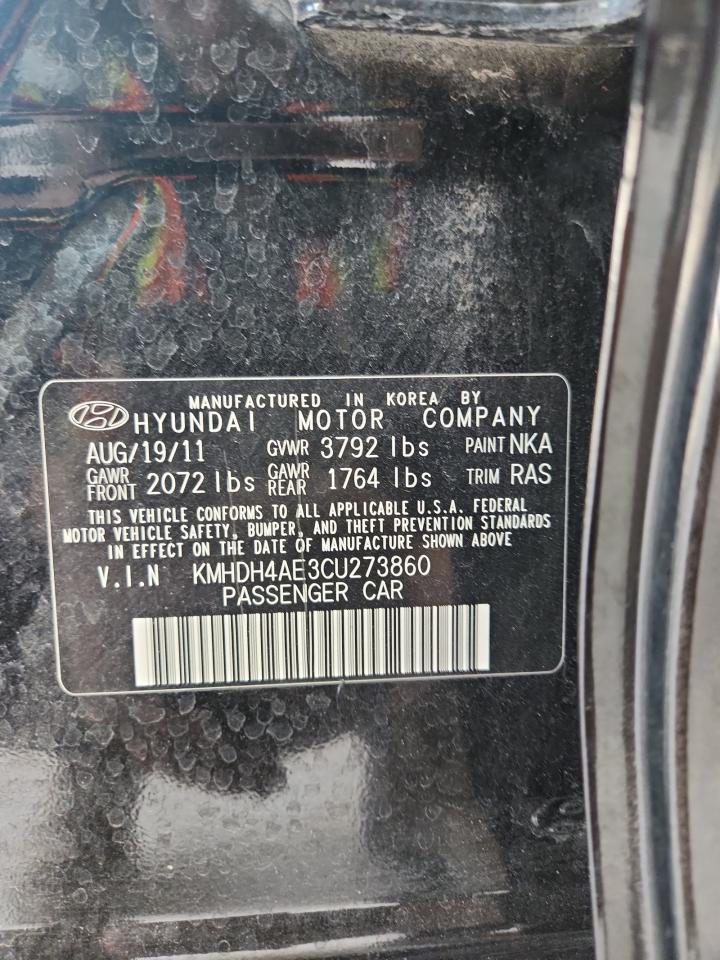 MANUFACTURED IN KOREA BY
HYUNDAI MOTOR COMPANY
AUG/19/11 GVWR 3792 lbs PAINT NKA
GAWR FRONT 2072 lbs GAWR REAR 1764 lbs TRIM RAS
THIS VEHICLE CONFORMS TO ALL APPLICABLE U.S.A. FEDERAL
MOTOR VEHICLE SAFETY, BUMPER, AND THEFT PREVENTION STANDARDS
IN EFFECT ON THE DATE OF MANUFACTURE SHOWN ABOVE
V.I.N KMHDH4AE3CU273860
PASSENGER CAR